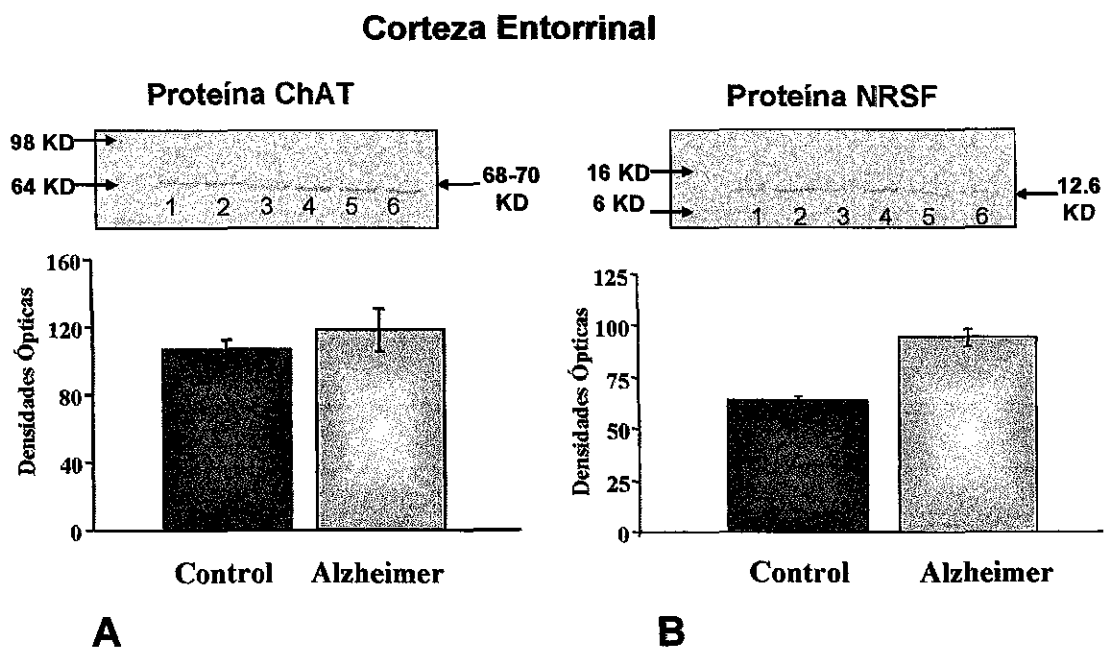 Corteza Entorrinal
Proteína ChAT
98 KD
64 KD
68-70
KD
1 2 3 4 5 6
160
120
80
40
0
Densidades Ópticas
Control Alzheimer
A
Proteína NRSF
16 KD
6 KD
12.6
KD
1 2 3 4 5 6
125
100
75
50
25
0
Densidades Ópticas
Control Alzheimer
B